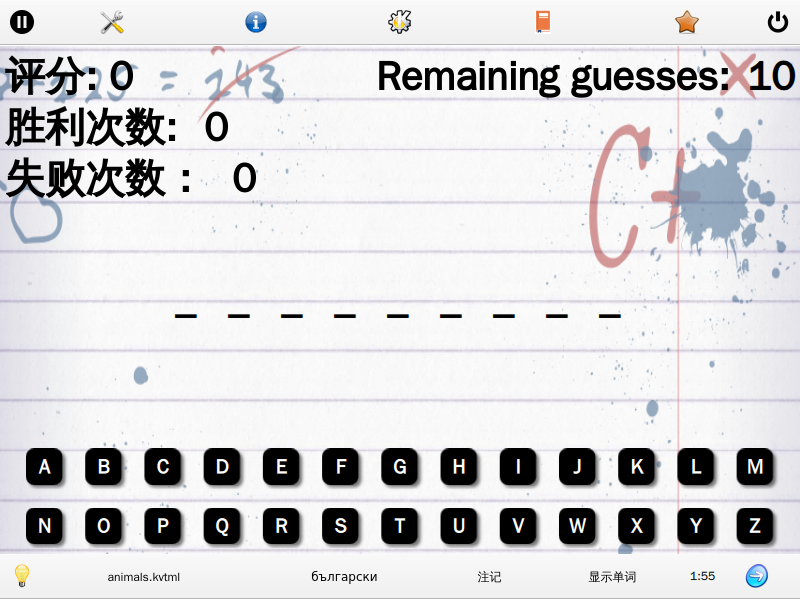 评分: 0
Remaining guesses: 10
胜利次数: 0
失败次数： 0
= 243
C+
_ _ _ _ _ _ _ _ _
A B C D E F G H I J K L M
N O P Q R S T U V W X Y Z
animals.kvtml български 注记 显示单词 1:55